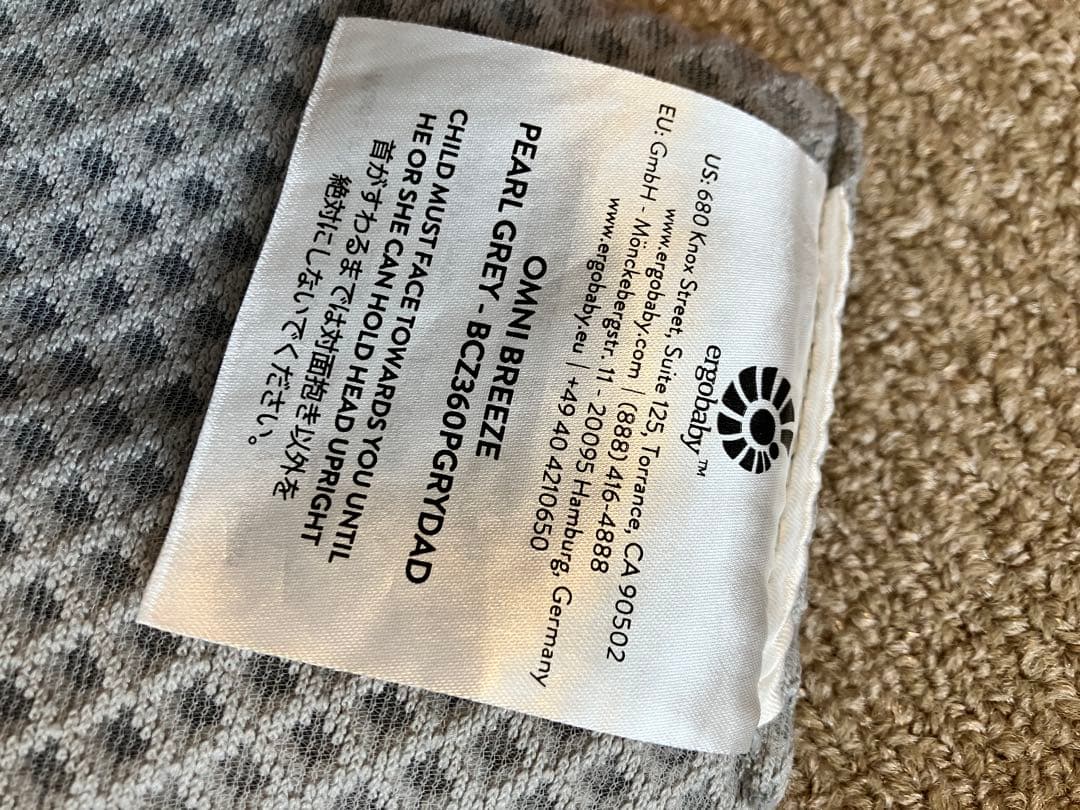 ergobaby™
US: 680 Knox Street, Suite 125, Torrance, CA 90502
www.ergobaby.com | (888) 416-4888
EU: GmbH - Mönckebergstr. 11 - 20095 Hamburg, Germany
www.ergobaby.eu | +49 40 4210650
OMNI BREEZE
PEARL GREY - BCZ360PGRYDAD
CHILD MUST FACE TOWARDS YOU UNTIL
HE OR SHE CAN HOLD HEAD UPRIGHT
首がすわるまでは対面抱き以外を
絶対にしないでください。